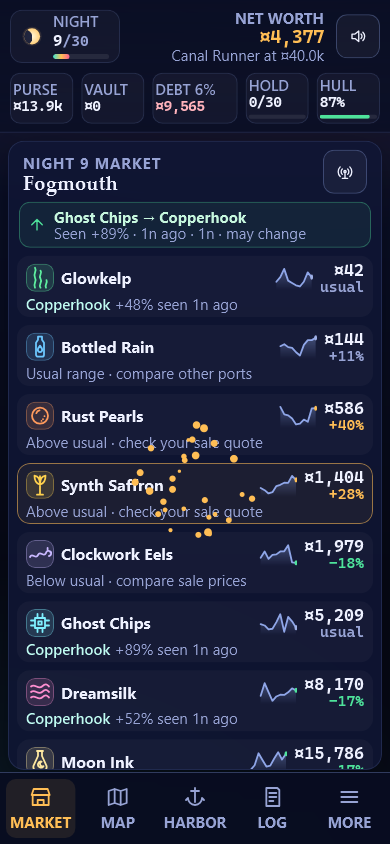 NIGHT
9/30
NET WORTH
¤4,377
Canal Runner at ¤40.0k
PURSE
¤13.9k
VAULT
¤0
DEBT 6%
¤9,565
HOLD
0/30
HULL
87%
NIGHT 9 MARKET
Fogmouth
Ghost Chips → Copperhook
Seen +89% · 1n ago · 1n · may change
Glowkelp
¤42
usual
Copperhook +48% seen 1n ago
Bottled Rain
¤144
+11%
Usual range · compare other ports
Rust Pearls
¤586
+40%
Above usual · check your sale quote
Synth Saffron
¤1,404
+28%
Above usual · check your sale quote
Clockwork Eels
¤1,979
−18%
Below usual · compare sale prices
Ghost Chips
¤5,209
usual
Copperhook +89% seen 1n ago
Dreamsilk
¤8,170
−17%
Copperhook +52% seen 1n ago
Moon Ink
¤15,786
MARKET
MAP
HARBOR
LOG
MORE